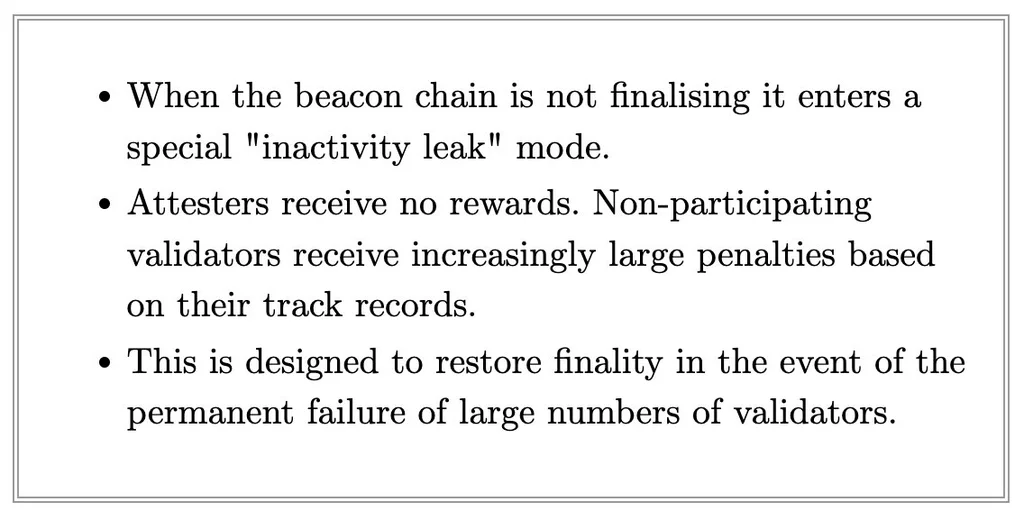 • When the beacon chain is not finalising it enters a
special "inactivity leak" mode.
• Attesters receive no rewards. Non-participating
validators receive increasingly large penalties based
on their track records.
• This is designed to restore finality in the event of the
permanent failure of large numbers of validators.